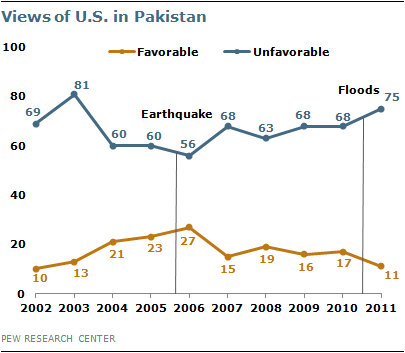 Views of U.S. in Pakistan
100
Favorable Unfavorable
80
60
40
20
0
69 81 60 60 56 68 63 68 68 75
Earthquake
Floods
10 13 21 23 27 15 19 16 17 11
2002 2003 2004 2005 2006 2007 2008 2009 2010 2011
PEW RESEARCH CENTER